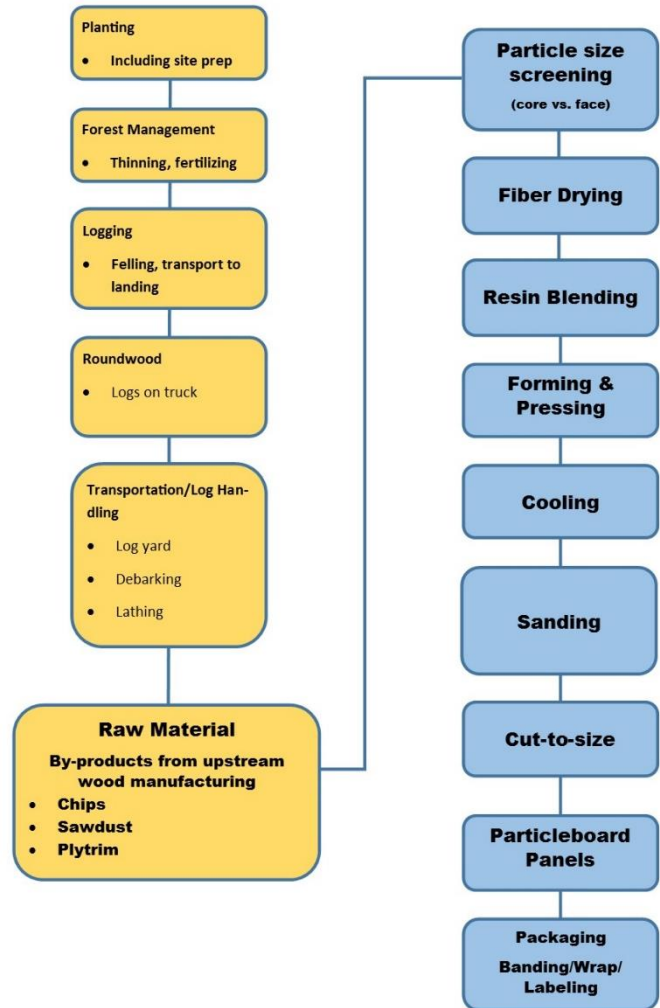 Planting
• Including site prep
Forest Management
• Thinning, fertilizing
Logging
• Felling, transport to
landing
Roundwood
• Logs on truck
Transportation/Log Han-
dling
• Log yard
• Debarking
• Lathing
Raw Material
By-products from upstream
wood manufacturing
• Chips
• Sawdust
• Plytrim
Particle size
screening
(core vs. face)
Fiber Drying
Resin Blending
Forming &
Pressing
Cooling
Sanding
Cut-to-size
Particleboard
Panels
Packaging
Banding/Wrap/
Labeling